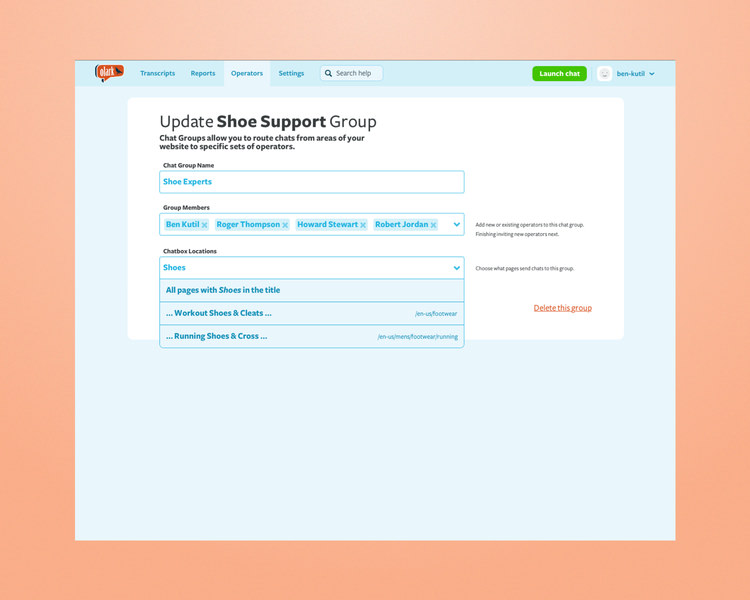 olark
Transcripts Reports Operators Settings Search help Launch chat ben-kutil
Update Shoe Support Group
Chat Groups allow you to route chats from areas of your
website to specific sets of operators.
Chat Group Name
Shoe Experts
Group Members
Ben Kutil × Roger Thompson × Howard Stewart × Robert Jordan ×
Add new or existing operators to this chat group.
Finishing inviting new operators next.
Chatbox Locations
Shoes
Choose what pages send chats to this group.
All pages with Shoes in the title
... Workout Shoes & Cleats ... /en-us/footwear
... Running Shoes & Cross ... /en-us/mens/footwear/running
Delete this group